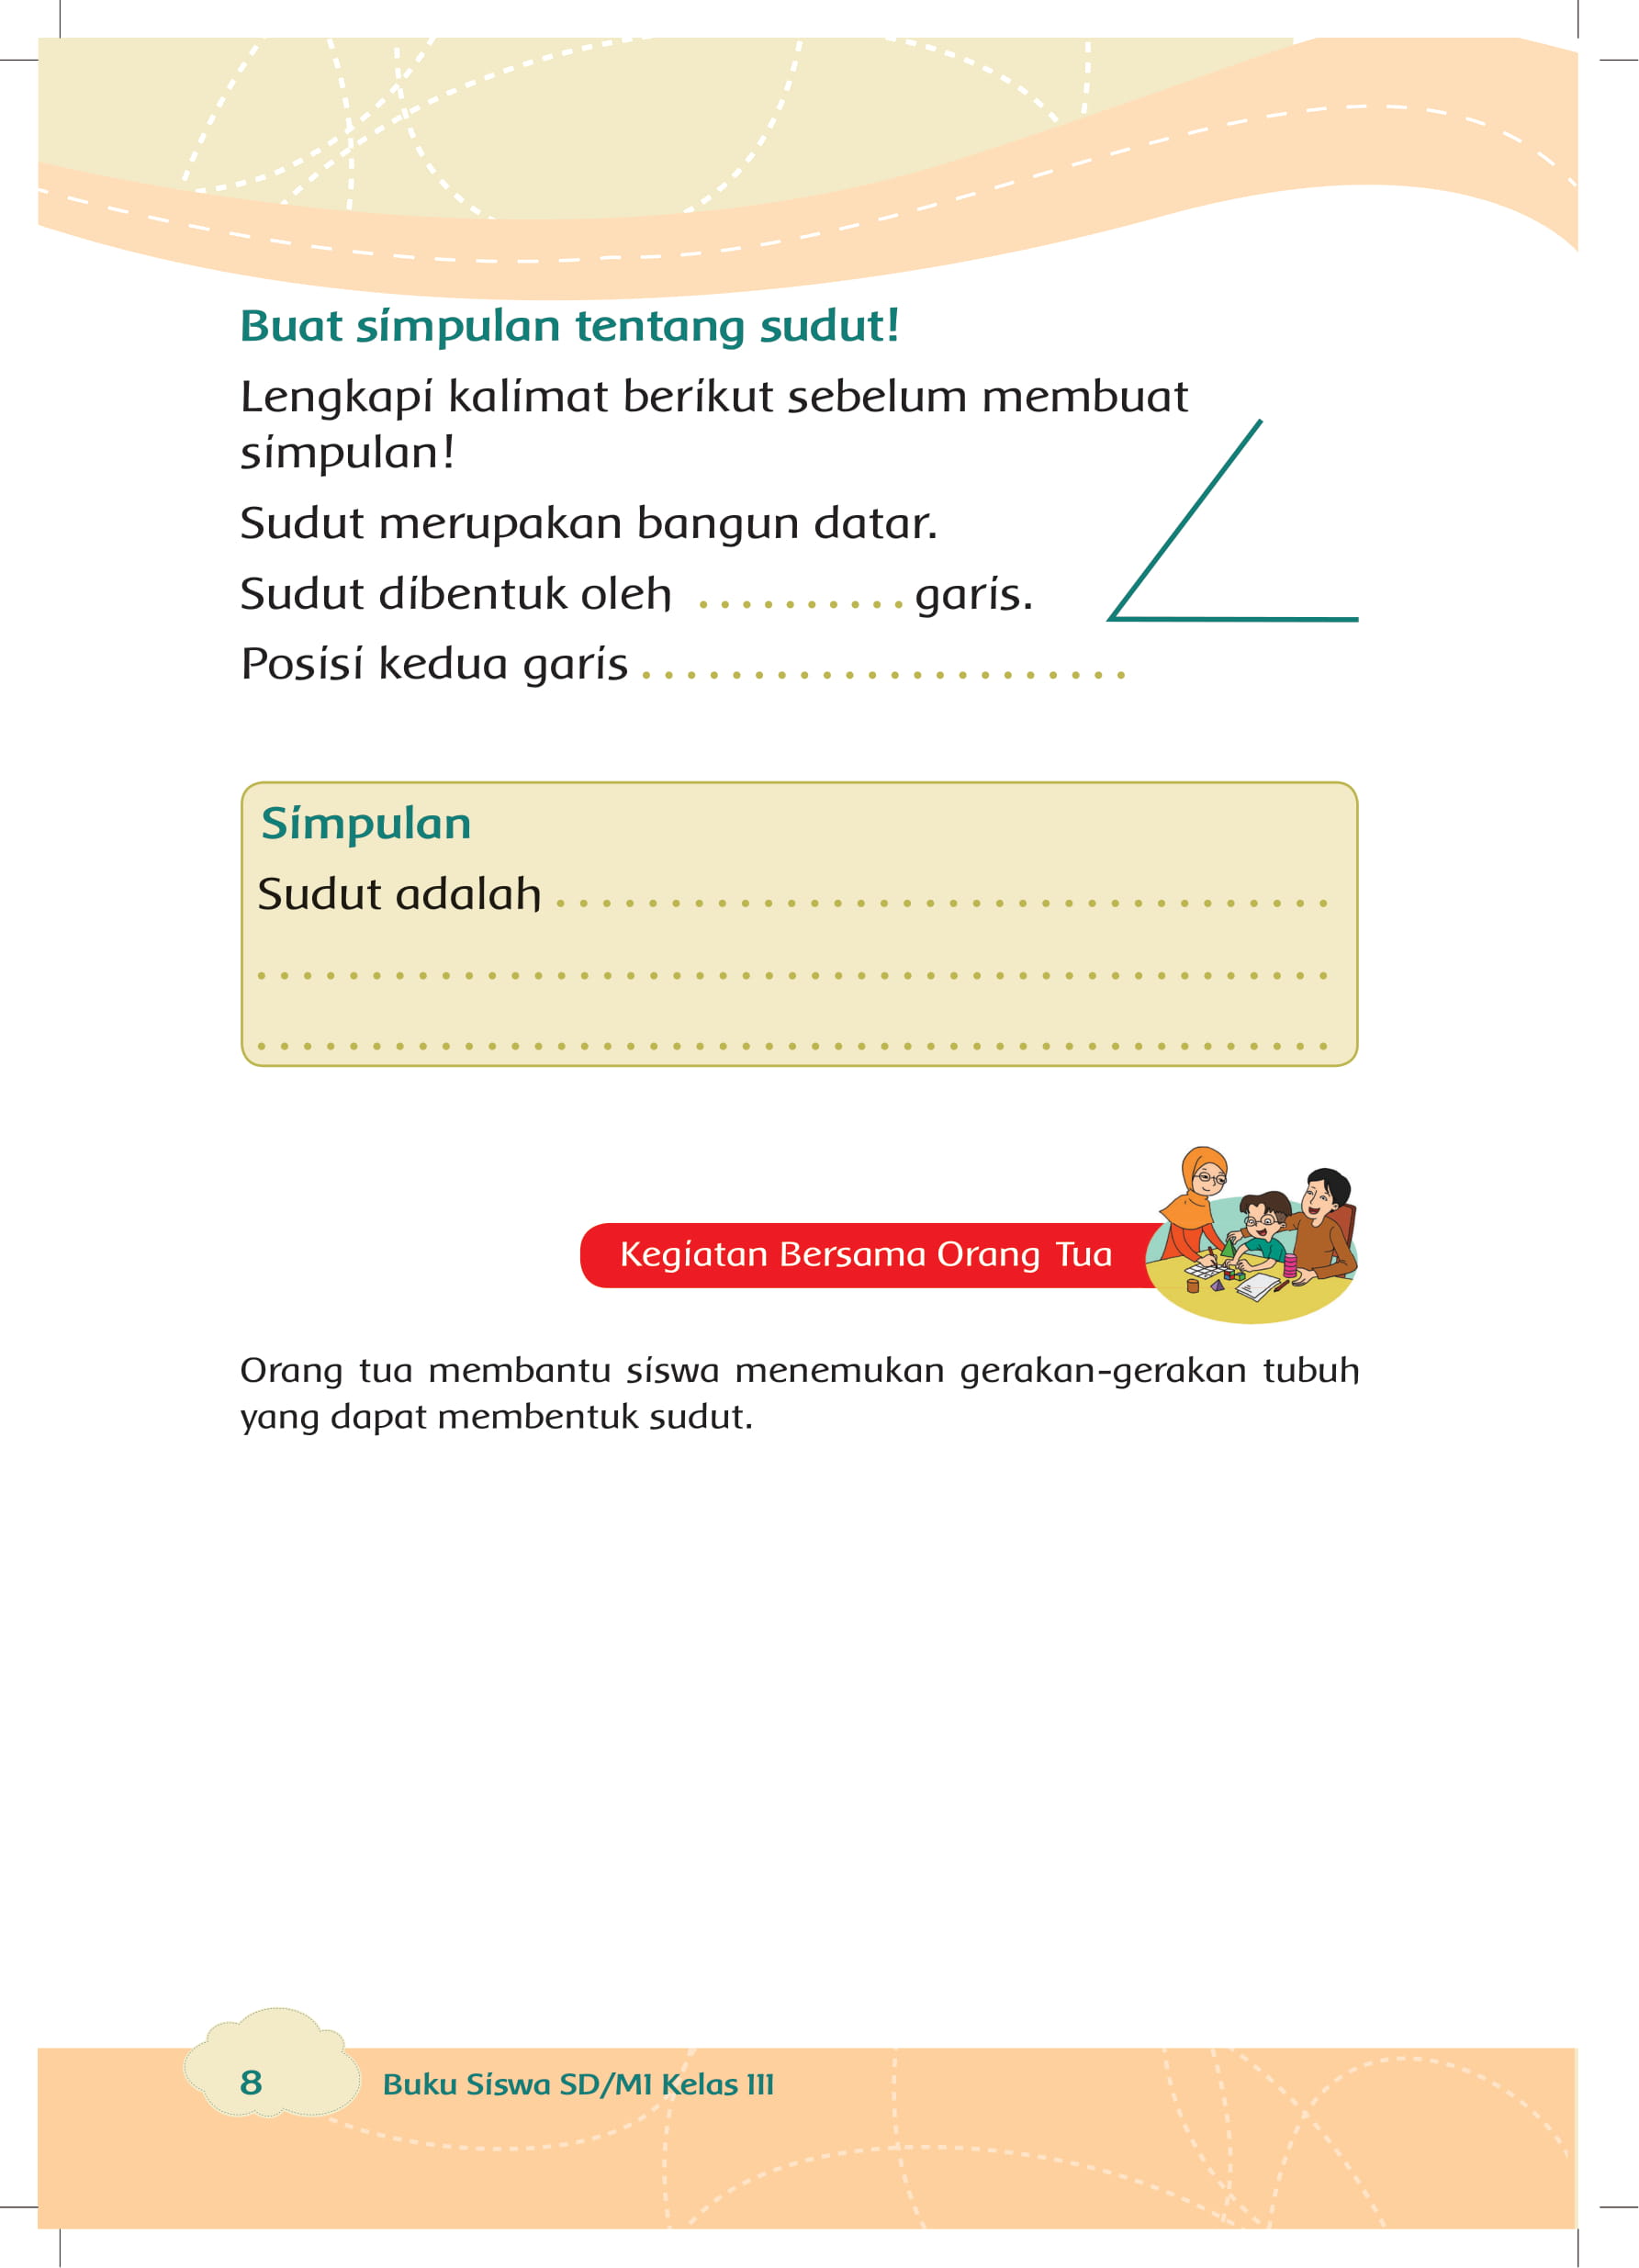 Buat simpulan tentang sudut!
Lengkapi kalimat berikut sebelum membuat
simpulan!
Sudut merupakan bangun datar.
Sudut dibentuk oleh .......... garis.
Posisi kedua garis ......................
Simpulan
Sudut adalah ..................................
...............................................
...............................................
Kegiatan Bersama Orang Tua
Orang tua membantu siswa menemukan gerakan-gerakan tubuh
yang dapat membentuk sudut.
8 Buku Siswa SD/MI Kelas III